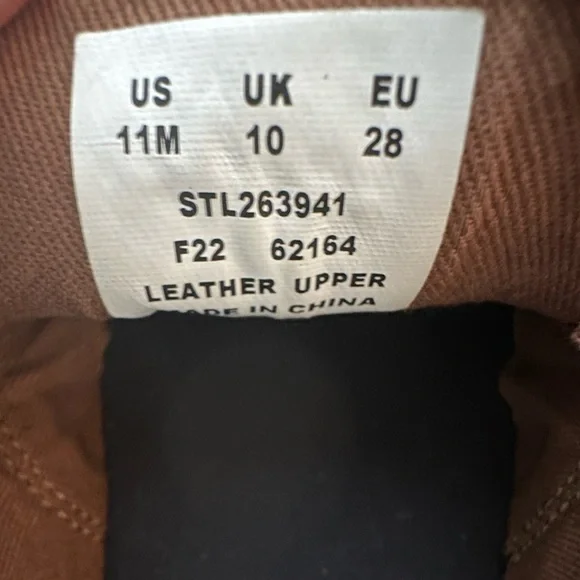 US UK EU
11M 10 28
STL263941
F22 62164
LEATHER UPPER
MADE IN CHINA